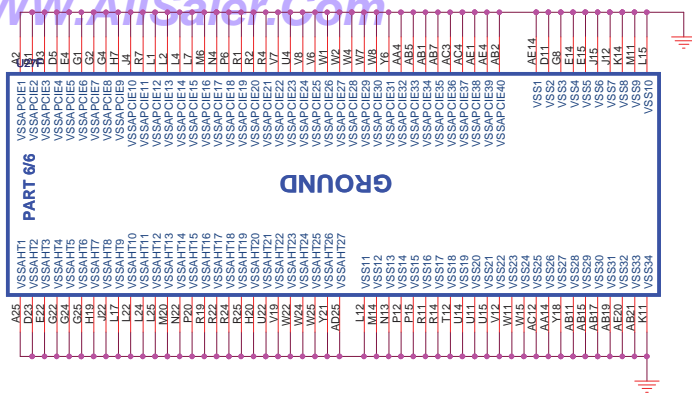 WWW.AllSaler.Com
A2
D3
D5
E4
G1
G2
G4
H7
J4
R7
L1
L2
L4
L7
M6
N4
P6
R1
R2
R4
V7
U4
V8
V6
W1
W2
W4
W7
W8
Y6
AA4
AB5
AB1
AB7
AC3
AC4
AE1
AE4
AB2
AE14
D11
G8
E14
E15
J15
J12
K14
M11
L15
VSSAPCIE1
VSSAPCIE2
VSSAPCIE3
VSSAPCIE4
VSSAPCIE5
VSSAPCIE6
VSSAPCIE7
VSSAPCIE8
VSSAPCIE9
VSSAPCIE10
VSSAPCIE11
VSSAPCIE12
VSSAPCIE13
VSSAPCIE14
VSSAPCIE15
VSSAPCIE16
VSSAPCIE17
VSSAPCIE18
VSSAPCIE19
VSSAPCIE20
VSSAPCIE21
VSSAPCIE22
VSSAPCIE23
VSSAPCIE24
VSSAPCIE25
VSSAPCIE26
VSSAPCIE27
VSSAPCIE28
VSSAPCIE29
VSSAPCIE30
VSSAPCIE31
VSSAPCIE32
VSSAPCIE33
VSSAPCIE34
VSSAPCIE35
VSSAPCIE36
VSSAPCIE37
VSSAPCIE38
VSSAPCIE39
VSSAPCIE40
VSS1
VSS2
VSS3
VSS4
VSS5
VSS6
VSS7
VSS8
VSS9
VSS10
PART 6/6
GROUND
VSSAHT1
VSSAHT2
VSSAHT3
VSSAHT4
VSSAHT5
VSSAHT6
VSSAHT7
VSSAHT8
VSSAHT9
VSSAHT10
VSSAHT11
VSSAHT12
VSSAHT13
VSSAHT14
VSSAHT15
VSSAHT16
VSSAHT17
VSSAHT18
VSSAHT19
VSSAHT20
VSSAHT21
VSSAHT22
VSSAHT23
VSSAHT24
VSSAHT25
VSSAHT26
VSSAHT27
VSS11
VSS12
VSS13
VSS14
VSS15
VSS16
VSS17
VSS18
VSS19
VSS20
VSS21
VSS22
VSS23
VSS24
VSS25
VSS26
VSS27
VSS28
VSS29
VSS30
VSS31
VSS32
VSS33
VSS34
A25
D23
E22
G22
G24
G25
H19
J22
L17
L22
L24
L25
M20
N22
P20
R19
R22
R24
R25
H20
U22
V19
W22
W24
W25
Y21
AD25
L12
M14
N13
P12
P15
R11
R14
T12
U14
U11
U15
V12
W11
W15
AC12
AA14
Y18
AB11
AB15
AB17
AB19
AE20
AB21
K11